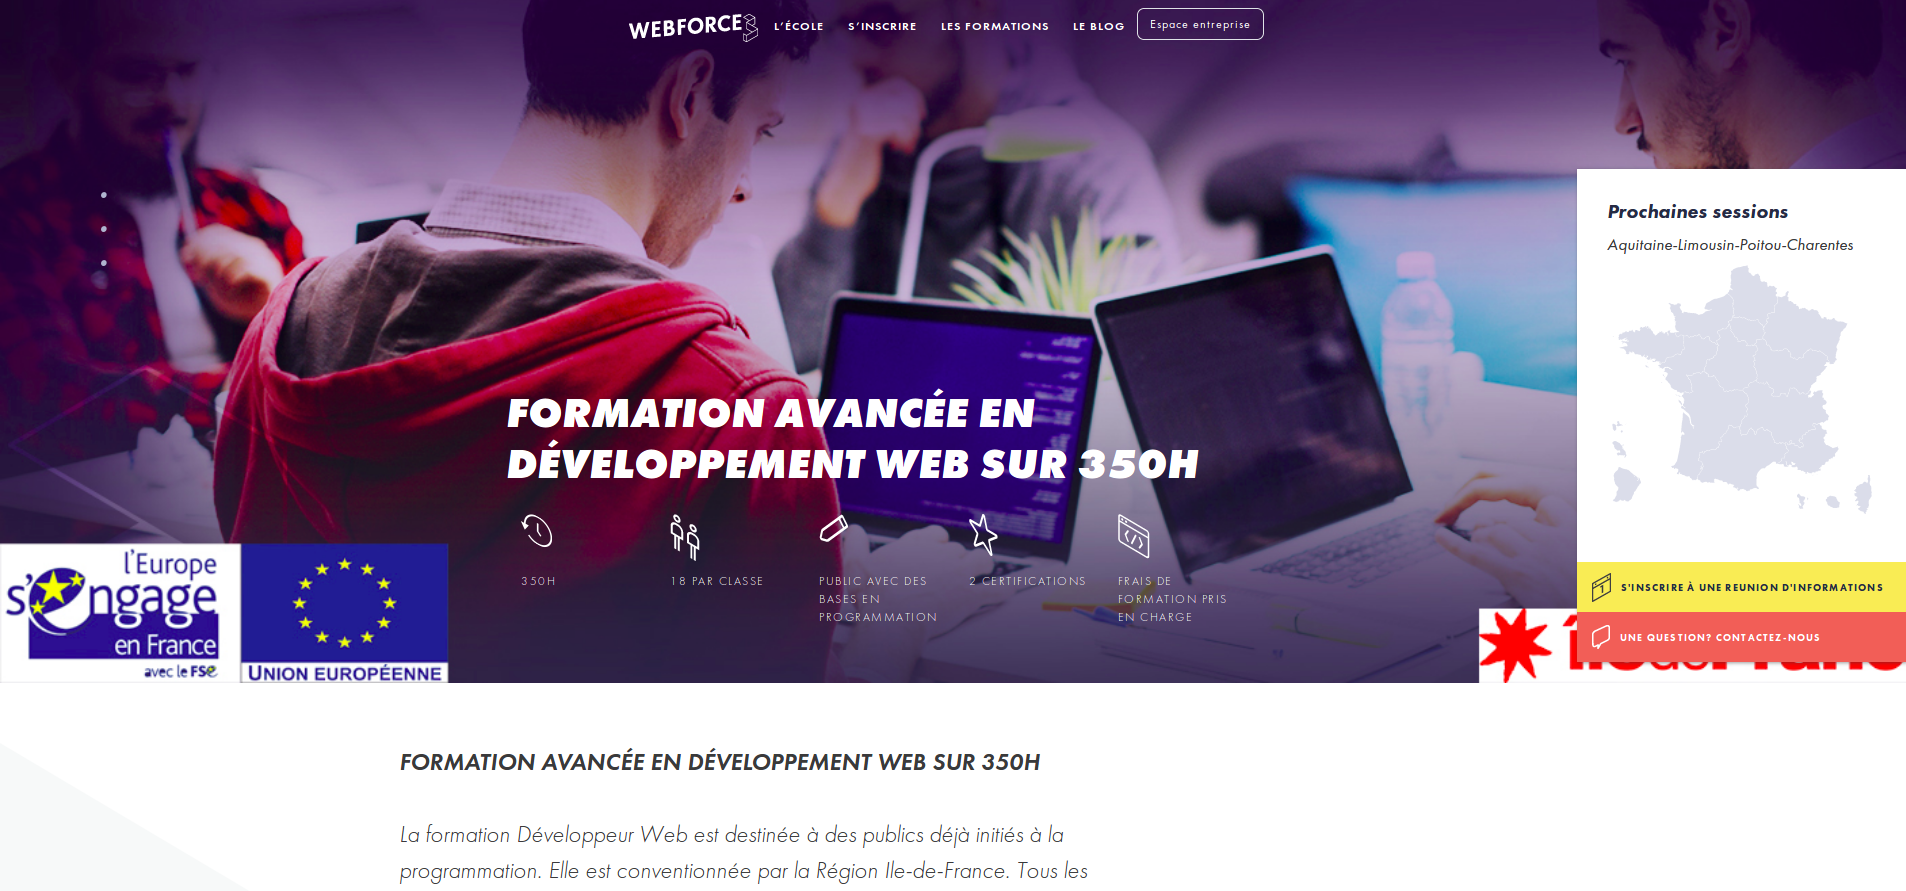 WEBFORCE3
L'ÉCOLE
S'INSCRIRE
LES FORMATIONS
LE BLOG
Espace entreprise
Prochaines sessions
Aquitaine-Limousin-Poitou-Charentes
FORMATION AVANCÉE EN
DÉVELOPPEMENT WEB SUR 350H
350H
18 PAR CLASSE
PUBLIC AVEC DES
BASES EN
PROGRAMMATION
2 CERTIFICATIONS
FRAIS DE
FORMATION PRIS
EN CHARGE
l'Europe
s'engage
en France
avec le FSe
UNION EUROPÉENNE
S'INSCRIRE À UNE REUNION D'INFORMATIONS
UNE QUESTION? CONTACTEZ-NOUS
FORMATION AVANCÉE EN DÉVELOPPEMENT WEB SUR 350H
La formation Développeur Web est destinée à des publics déjà initiés à la
programmation. Elle est conventionnée par la Région Ile-de-France. Tous les